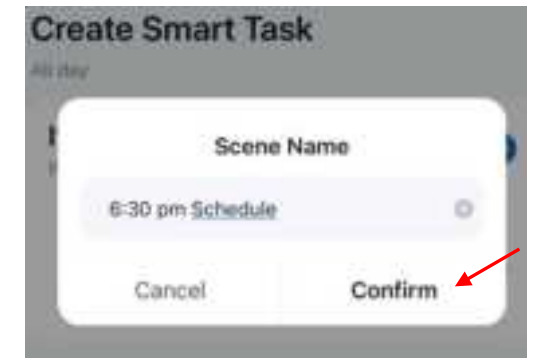 Create Smart Task
All day
Scene Name
6:30 pm Schedule
Cancel Confirm